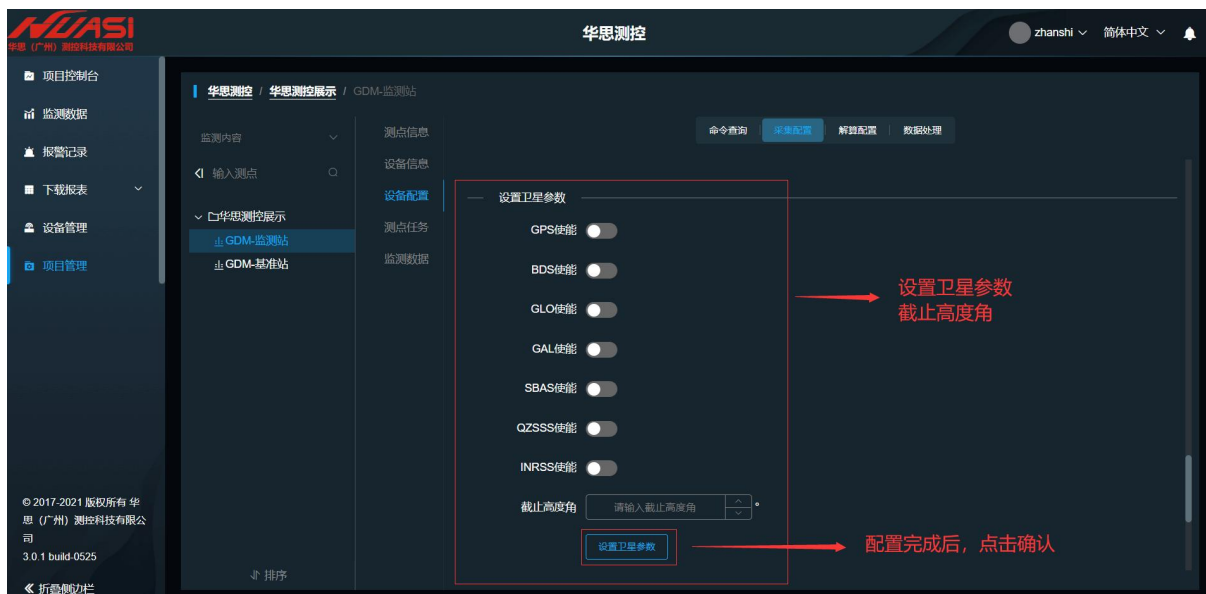 HUASI
华思（广州）测控科技有限公司
华思测控
zhanshi
简体中文
项目控制台
监测数据
报警记录
下载报表
设备管理
项目管理
© 2017-2021 版权所有 华
思（广州）测控科技有限公
司
3.0.1 build-0525
折叠侧边栏
华思测控 / 华思测控展示 / GDM-监测站
监测内容
输入测点
华思测控展示
GDM-监测站
GDM-基准站
排序
测点信息
设备信息
设备配置
测点任务
监测数据
命令查询 采集配置 解算配置 数据处理
设置卫星参数
GPS使能
BDS使能
GLO使能
GAL使能
SBAS使能
QZSSS使能
INRSS使能
截止高度角 请输入截止高度角 °
设置卫星参数
设置卫星参数
截止高度角
配置完成后，点击确认